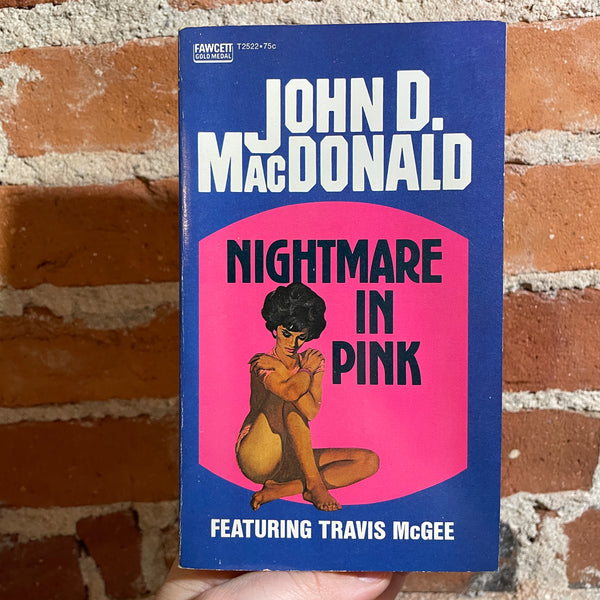 FAWCETT
GOLD MEDAL
T2522 • 75c
JOHN D.
MACDONALD
NIGHTMARE
IN
PINK
FEATURING TRAVIS McGEE